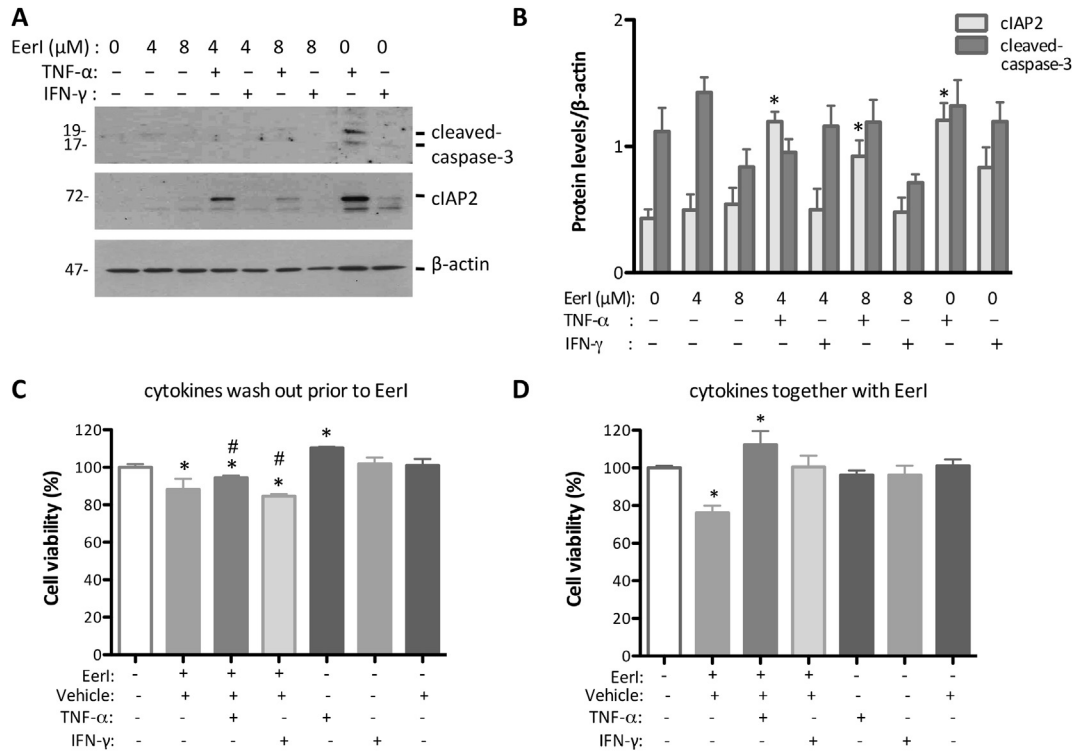 A
EerI (µM) : 0 4 8 4 4 8 8 0 0
TNF-α: – – – + – + – + –
IFN-γ : – – – – + – + – +
19-
17-
cleaved-
caspase-3
72-
cIAP2
47-
β-actin
B
cIAP2
cleaved-
caspase-3
Protein levels/β-actin
2
1
0
* * *
EerI (µM): 0 4 8 4 4 8 8 0 0
TNF-α : – – – + – + – + –
IFN-γ : – – – – + – + – +
C
cytokines wash out prior to EerI
Cell viability (%)
120
100
80
60
40
20
0
* # * # * *
EerI: - + + + - - -
Vehicle: - + + + - - +
TNF-α: - - + - + - -
IFN-γ: - - - + - + -
D
cytokines together with EerI
Cell viability (%)
120
100
80
60
40
20
0
* *
EerI: - + + + - - -
Vehicle: - + + + - - +
TNF-α: - - + - + - -
IFN-γ: - - - + - + -